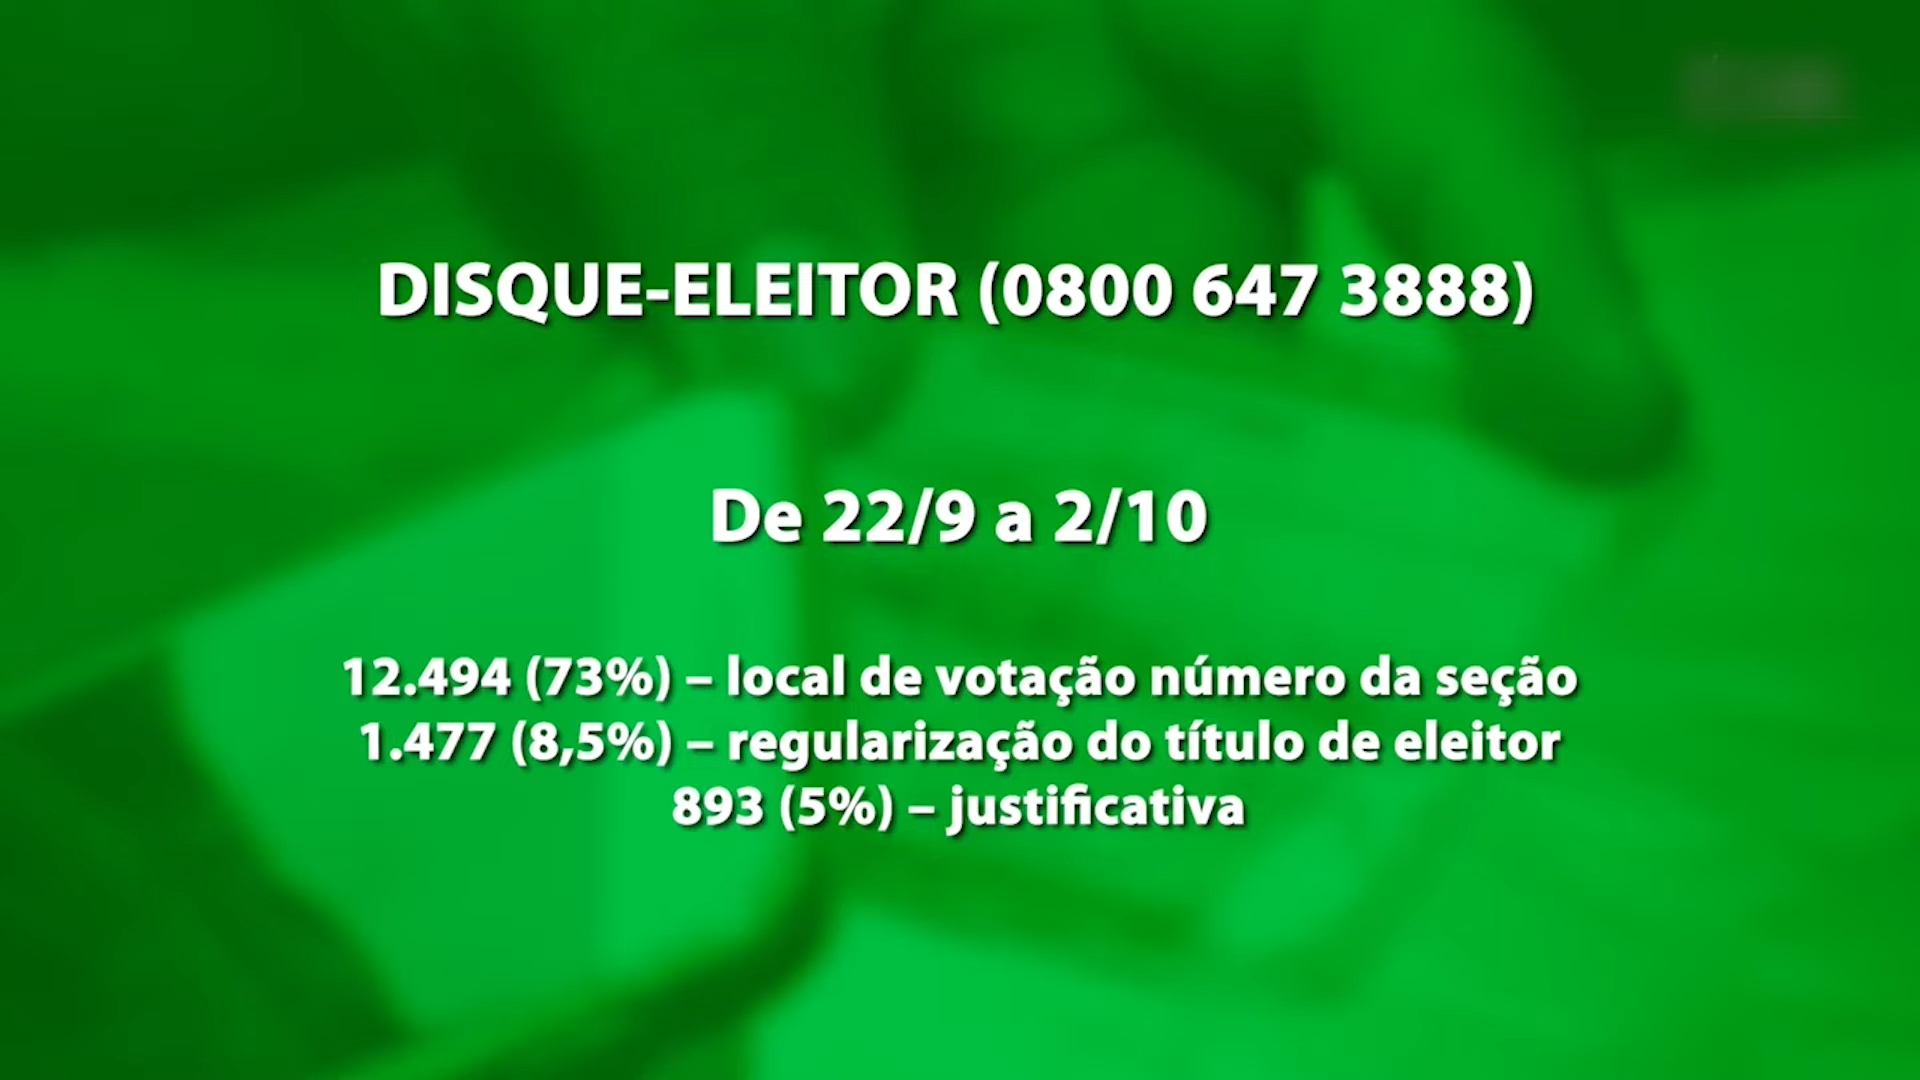 DISQUE-ELEITOR (0800 647 3888)
De 22/9 a 2/10
12.494 (73%) – local de votação número da seção
1.477 (8,5%) – regularização do título de eleitor
893 (5%) – justificativa